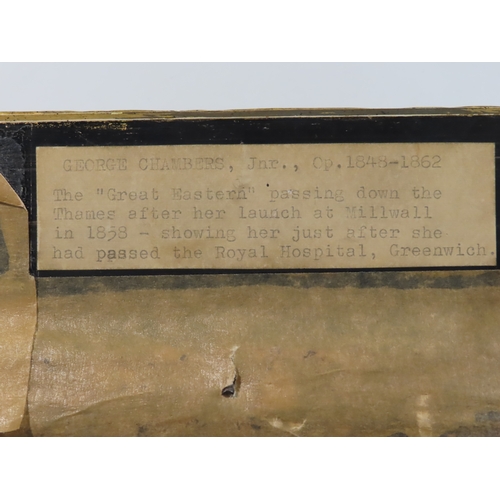 GEORGE CHAMBERS, Jnr., Op.1848-1862
The "Great Eastern" passing down the
Thames after her launch at Millwall
in 1858 - showing her just after she
had passed the Royal Hospital, Greenwich.